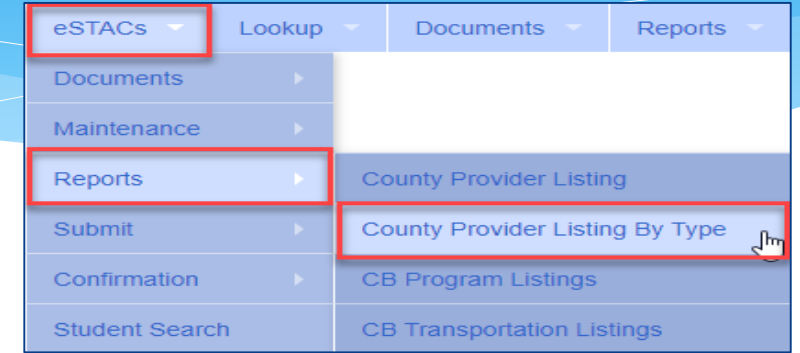 eSTACs Lookup Documents Reports
Documents
Maintenance
Reports County Provider Listing
Submit County Provider Listing By Type
Confirmation CB Program Listings
Student Search CB Transportation Listings